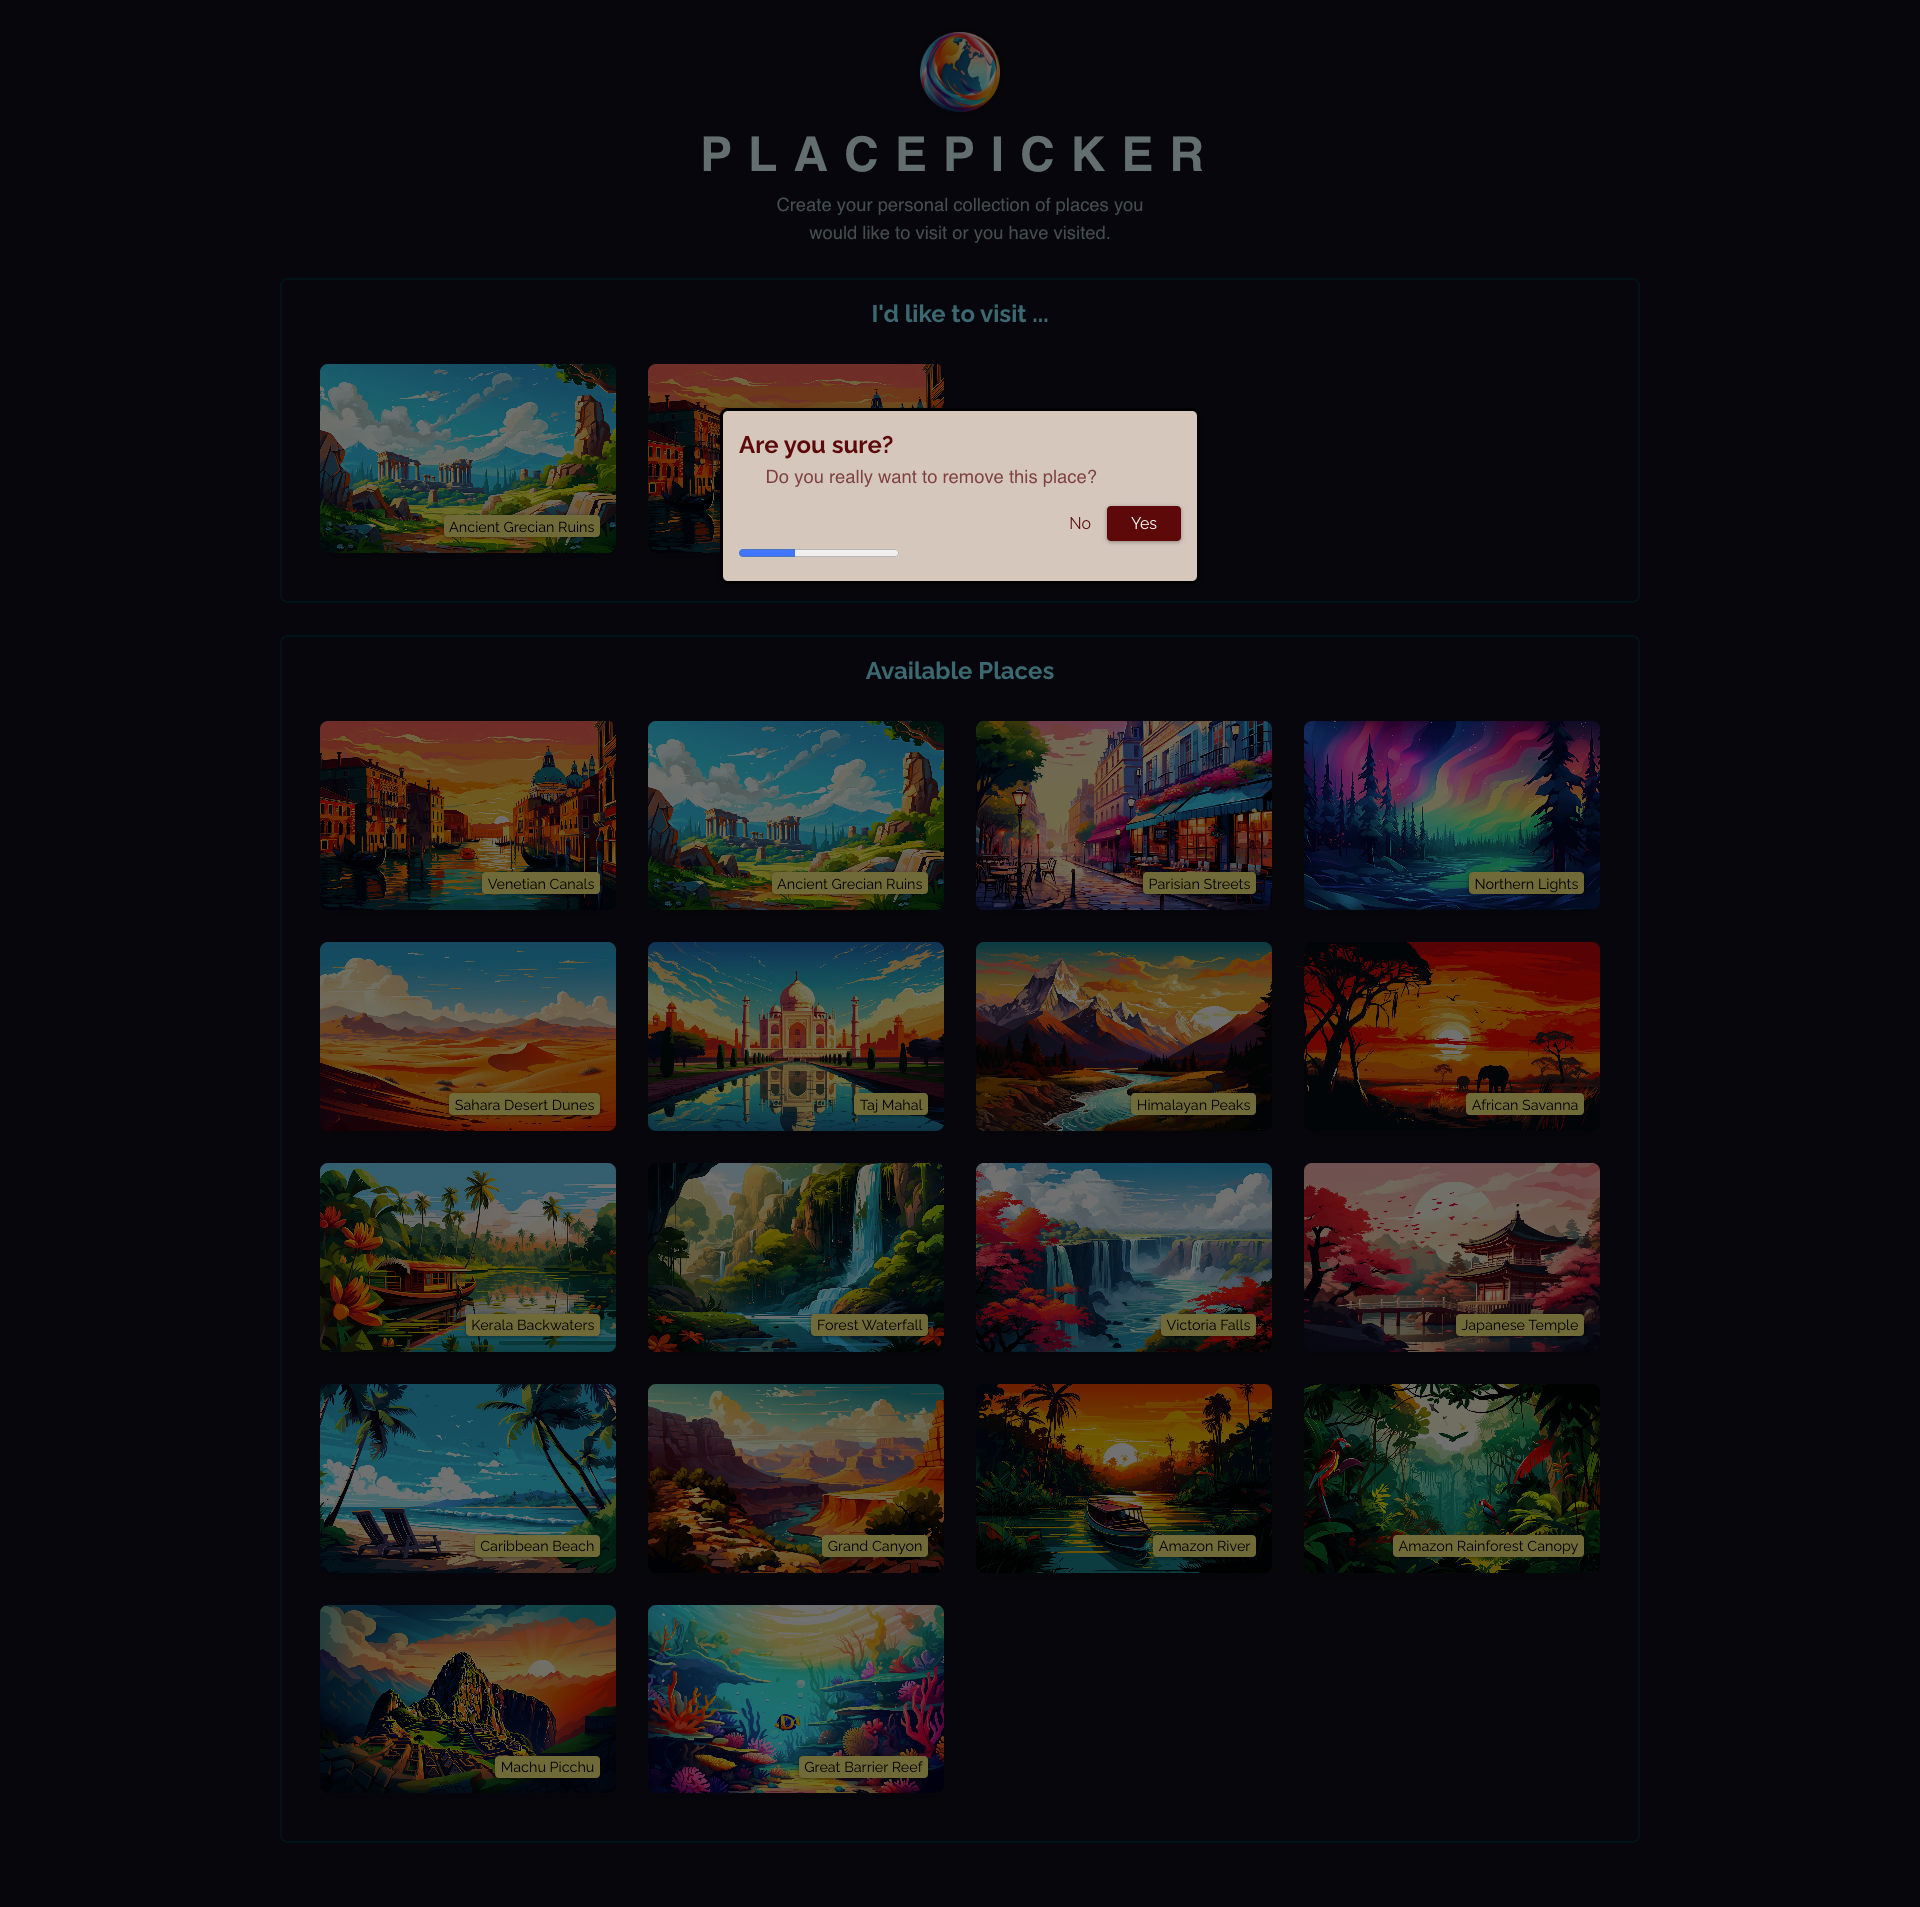 PLACEPICKER
Create your personal collection of places you
would like to visit or you have visited.
I'd like to visit ...
Ancient Grecian Ruins
Are you sure?
Do you really want to remove this place?
No
Yes
Available Places
Venetian Canals
Ancient Grecian Ruins
Parisian Streets
Northern Lights
Sahara Desert Dunes
Taj Mahal
Himalayan Peaks
African Savanna
Kerala Backwaters
Forest Waterfall
Victoria Falls
Japanese Temple
Caribbean Beach
Grand Canyon
Amazon River
Amazon Rainforest Canopy
Machu Picchu
Great Barrier Reef